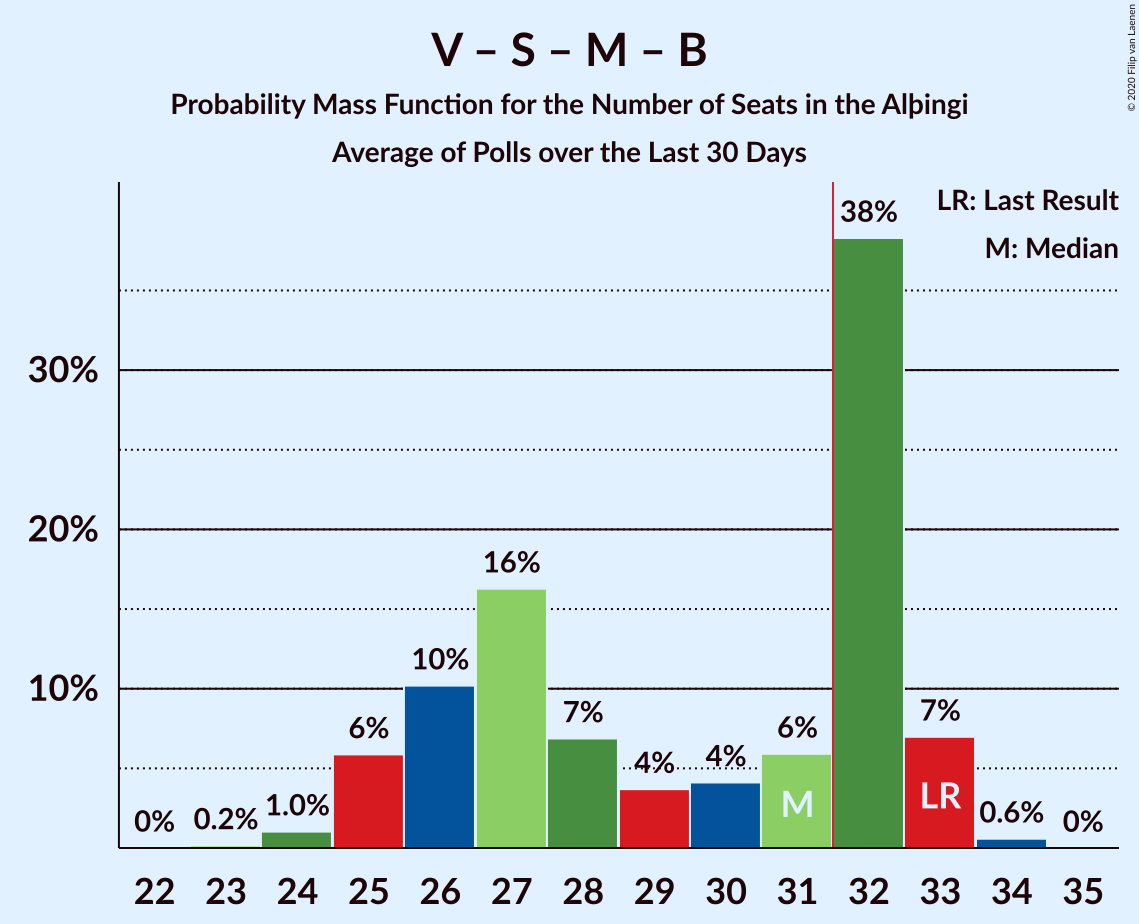 V – S – M – B
Probability Mass Function for the Number of Seats in the Alþingi
Average of Polls over the Last 30 Days
© 2020 Filip van Laenen
LR: Last Result
M: Median
38%
30%
20%
16%
10%
10%
7%
7%
6%
6%
4%
4%
1.0%
0.6%
0.2%
0%
0%
M
LR
22 23 24 25 26 27 28 29 30 31 32 33 34 35